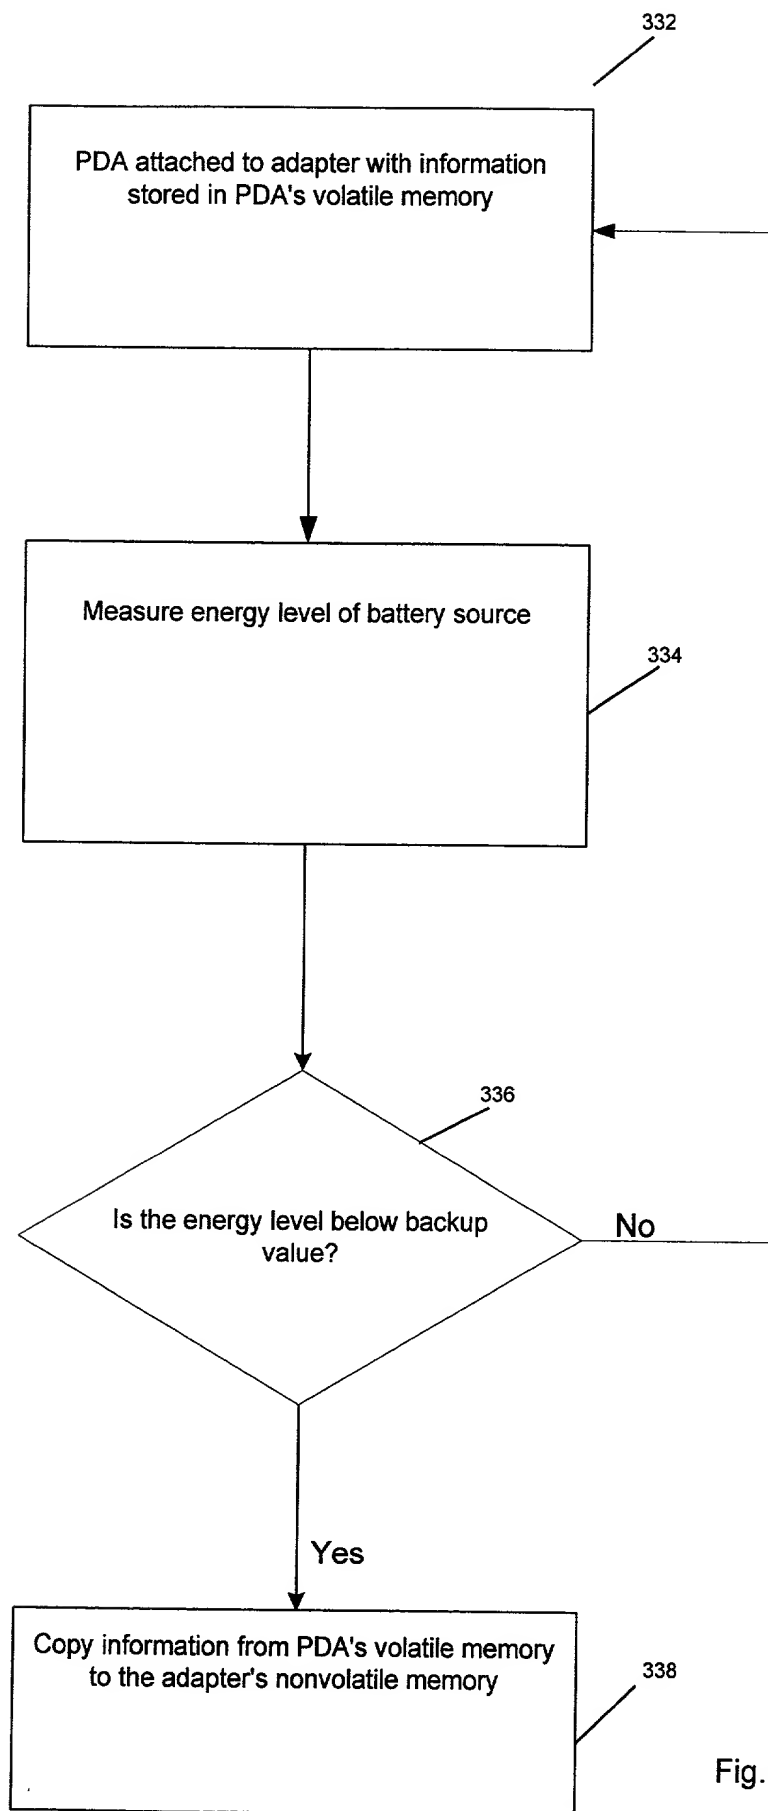 332
PDA attached to adapter with information
stored in PDA's volatile memory
Measure energy level of battery source
334
336
Is the energy level below backup
value?
No
Yes
Copy information from PDA's volatile memory
to the adapter's nonvolatile memory
338
Fig.